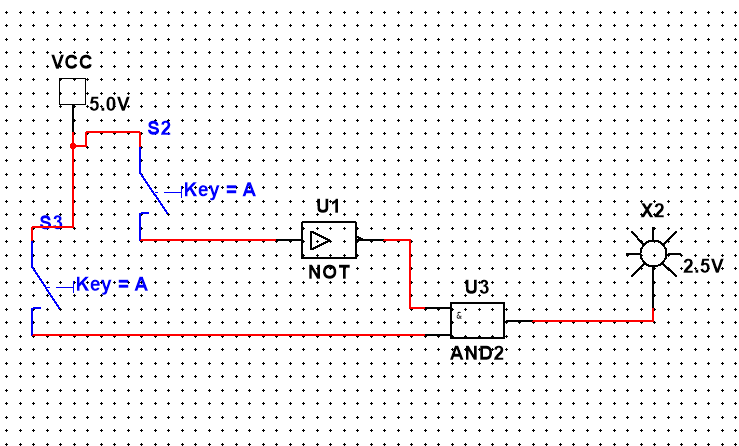 VCC
5.0V
S2
Key = A
S3
Key = A
U1
NOT
X2
2.5V
U3
&
AND2